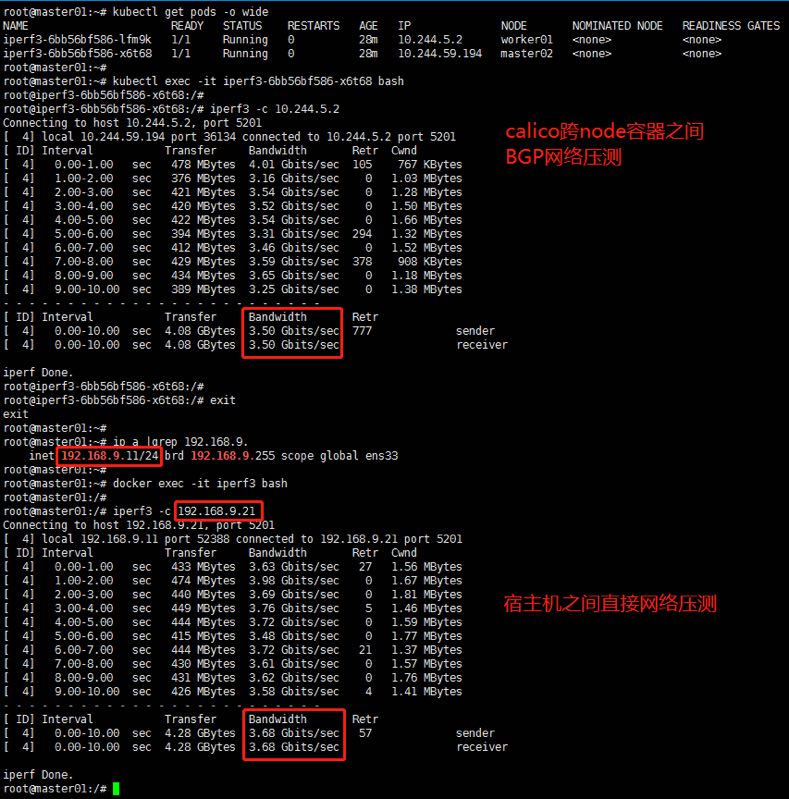 root@master01:~# kubectl get pods -o wide
NAME                      READY   STATUS    RESTARTS   AGE   IP              NODE       NOMINATED NODE   READINESS GATES
iperf3-6bb56bf586-lfm9k   1/1     Running   0          28m   10.244.5.2      worker01   <none>           <none>
iperf3-6bb56bf586-x6t68   1/1     Running   0          28m   10.244.59.194   master02   <none>           <none>
root@master01:~#
root@master01:~# kubectl exec -it iperf3-6bb56bf586-x6t68 bash
root@iperf3-6bb56bf586-x6t68:/#
root@iperf3-6bb56bf586-x6t68:/# iperf3 -c 10.244.5.2
Connecting to host 10.244.5.2, port 5201
[  4] local 10.244.59.194 port 36134 connected to 10.244.5.2 port 5201
calico跨node容器之间
[ ID] Interval           Transfer     Bandwidth       Retr  Cwnd
BGP网络压测
[  4]   0.00-1.00   sec   478 MBytes  4.01 Gbits/sec  105    767 KBytes
[  4]   1.00-2.00   sec   376 MBytes  3.16 Gbits/sec    0   1.03 MBytes
[  4]   2.00-3.00   sec   421 MBytes  3.54 Gbits/sec    0   1.28 MBytes
[  4]   3.00-4.00   sec   420 MBytes  3.52 Gbits/sec    0   1.50 MBytes
[  4]   4.00-5.00   sec   422 MBytes  3.54 Gbits/sec    0   1.66 MBytes
[  4]   5.00-6.00   sec   394 MBytes  3.31 Gbits/sec  294   1.32 MBytes
[  4]   6.00-7.00   sec   412 MBytes  3.46 Gbits/sec    0   1.52 MBytes
[  4]   7.00-8.00   sec   429 MBytes  3.59 Gbits/sec  378    908 KBytes
[  4]   8.00-9.00   sec   434 MBytes  3.65 Gbits/sec    0   1.18 MBytes
[  4]   9.00-10.00  sec   389 MBytes  3.25 Gbits/sec    0   1.38 MBytes
- - - - - - - - - - - - - - - - - - - - - - - - -
[ ID] Interval           Transfer     Bandwidth       Retr
[  4]   0.00-10.00  sec  4.08 GBytes  3.50 Gbits/sec  777             sender
[  4]   0.00-10.00  sec  4.08 GBytes  3.50 Gbits/sec                  receiver
iperf Done.
root@iperf3-6bb56bf586-x6t68:/#
root@iperf3-6bb56bf586-x6t68:/# exit
exit
root@master01:~#
root@master01:~# ip a |grep 192.168.9.
inet 192.168.9.11/24 brd 192.168.9.255 scope global ens33
root@master01:~#
root@master01:~# docker exec -it iperf3 bash
root@master01:/#
root@master01:/# iperf3 -c 192.168.9.21
Connecting to host 192.168.9.21, port 5201
[  4] local 192.168.9.11 port 52388 connected to 192.168.9.21 port 5201
[ ID] Interval           Transfer     Bandwidth       Retr  Cwnd
[  4]   0.00-1.00   sec   433 MBytes  3.63 Gbits/sec   27   1.56 MBytes
[  4]   1.00-2.00   sec   474 MBytes  3.98 Gbits/sec    0   1.67 MBytes
[  4]   2.00-3.00   sec   440 MBytes  3.69 Gbits/sec    0   1.81 MBytes
[  4]   3.00-4.00   sec   449 MBytes  3.76 Gbits/sec    5   1.46 MBytes
宿主机之间直接网络压测
[  4]   4.00-5.00   sec   444 MBytes  3.72 Gbits/sec    0   1.59 MBytes
[  4]   5.00-6.00   sec   415 MBytes  3.48 Gbits/sec    0   1.77 MBytes
[  4]   6.00-7.00   sec   444 MBytes  3.72 Gbits/sec   21   1.37 MBytes
[  4]   7.00-8.00   sec   430 MBytes  3.61 Gbits/sec    0   1.57 MBytes
[  4]   8.00-9.00   sec   431 MBytes  3.62 Gbits/sec    0   1.76 MBytes
[  4]   9.00-10.00  sec   426 MBytes  3.58 Gbits/sec    4   1.41 MBytes
- - - - - - - - - - - - - - - - - - - - - - - - -
[ ID] Interval           Transfer     Bandwidth       Retr
[  4]   0.00-10.00  sec  4.28 GBytes  3.68 Gbits/sec   57             sender
[  4]   0.00-10.00  sec  4.28 GBytes  3.68 Gbits/sec                  receiver
iperf Done.
root@master01:/#